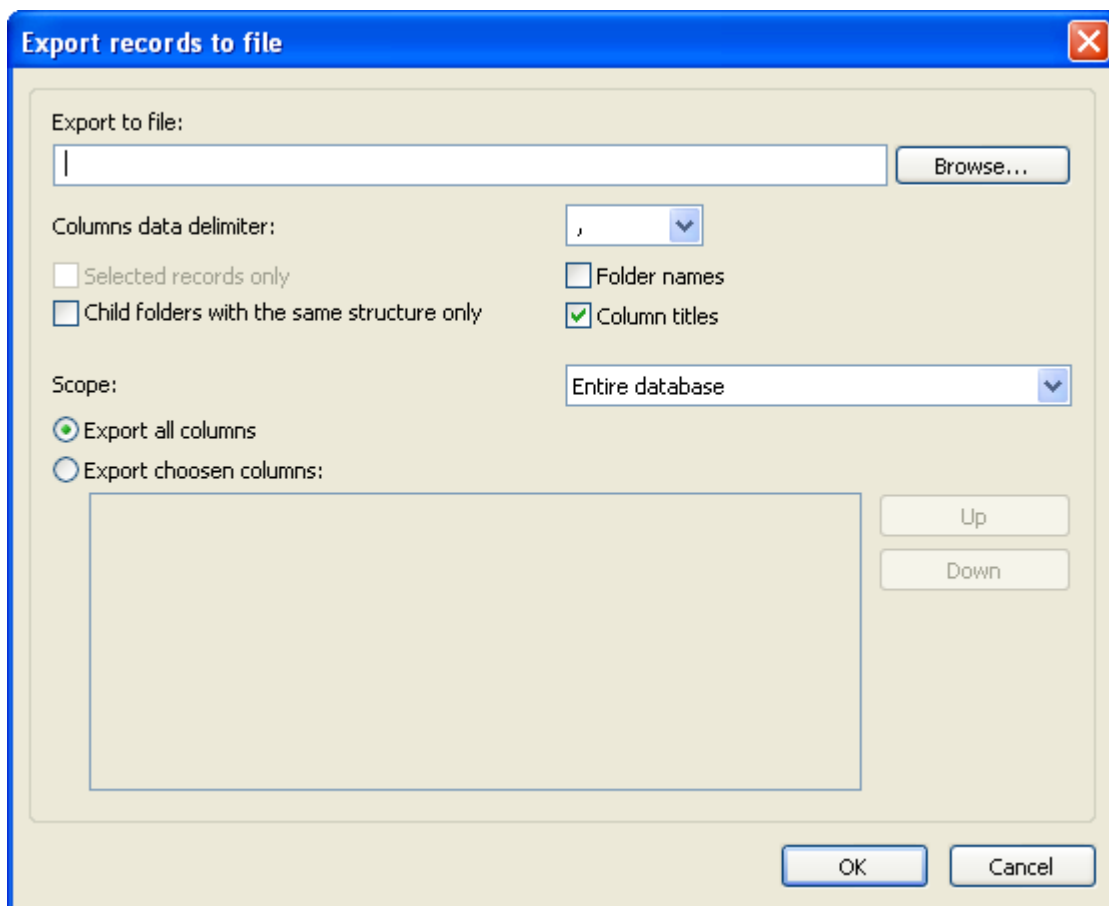 Export records to file
Export to file:
Browse...
Columns data delimiter:
,
Selected records only
Folder names
Child folders with the same structure only
Column titles
Scope:
Entire database
Export all columns
Export choosen columns:
Up
Down
OK
Cancel